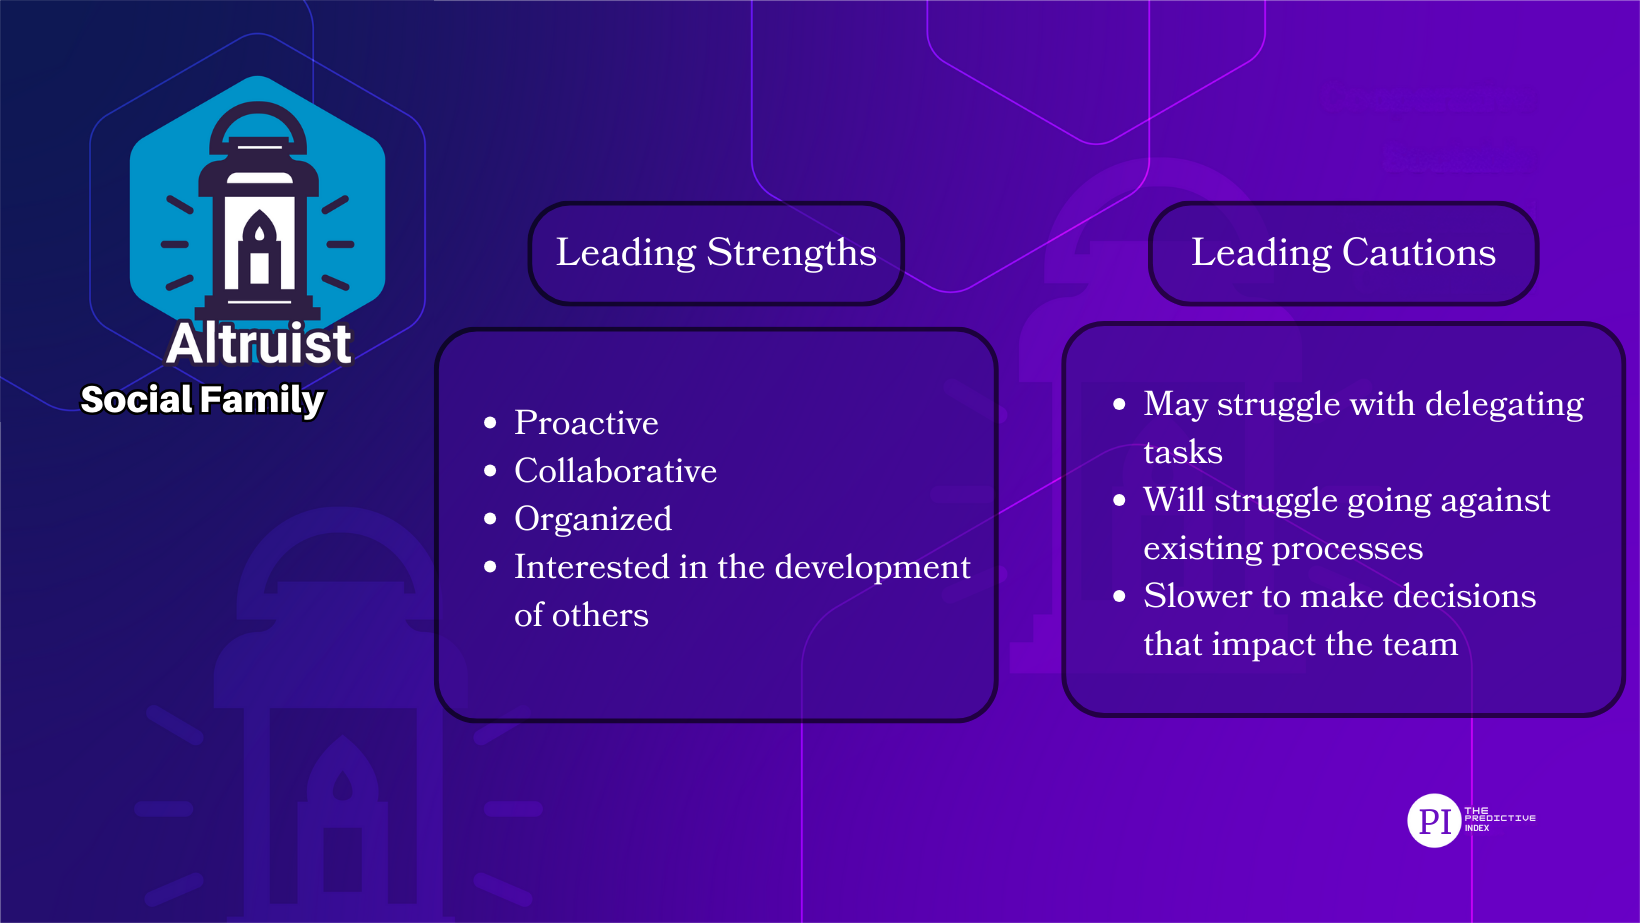 Altruist
Social Family
Leading Strengths
• Proactive
• Collaborative
• Organized
• Interested in the development
of others
Leading Cautions
• May struggle with delegating
tasks
• Will struggle going against
existing processes
• Slower to make decisions
that impact the team
PI
THE
PREDICTIVE
INDEX